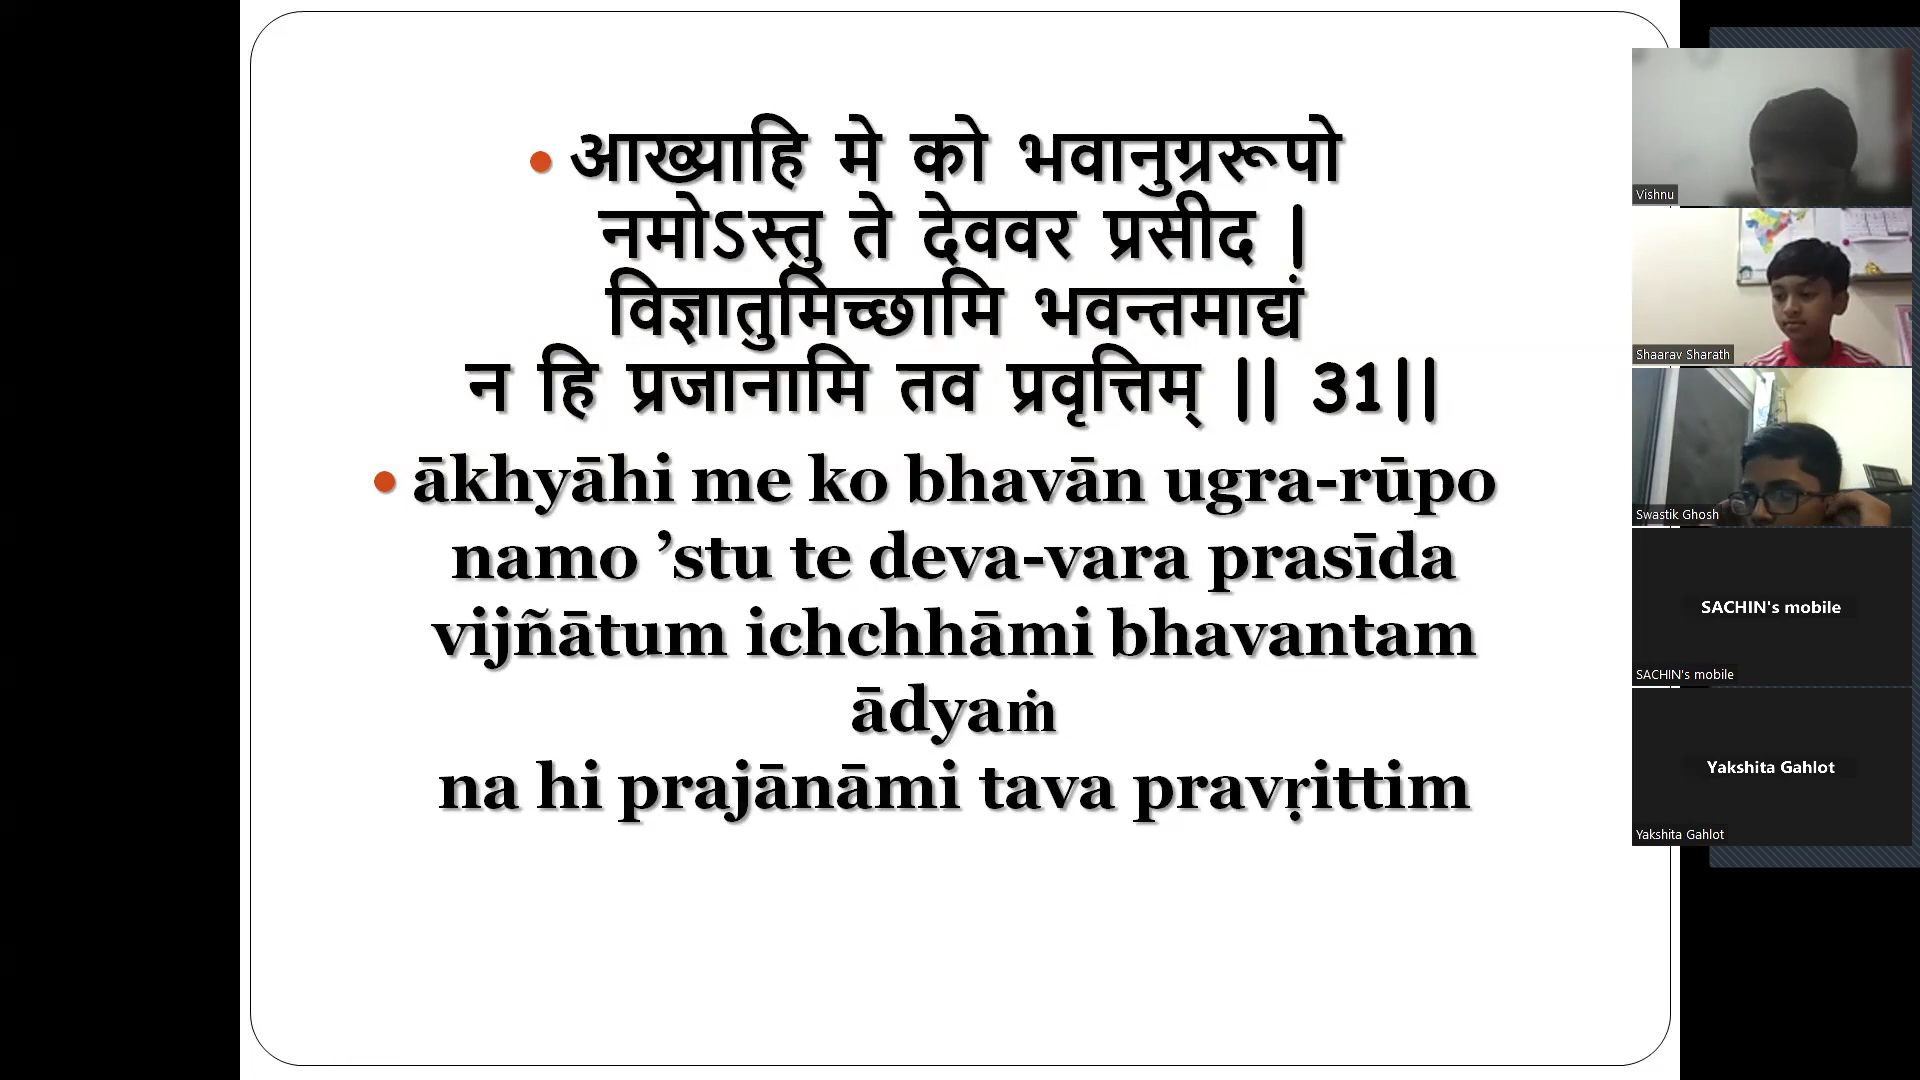 आख्याहि मे को भवानुग्ररूपो
नमोऽस्तु ते देववर प्रसीद |
विज्ञातुमिच्छामि भवन्तमाद्यं
न हि प्रजानामि तव प्रवृत्तिम् || 31||
ākhyāhi me ko bhavān ugra-rūpo
namo ’stu te deva-vara prasīda
vijñātum ichchhāmi bhavantam
ādyaṁ
na hi prajānāmi tava pravṛittim
Vishnu
Shaarav Sharath
Swastik Ghosh
SACHIN's mobile
SACHIN's mobile
Yakshita Gahlot
Yakshita Gahlot